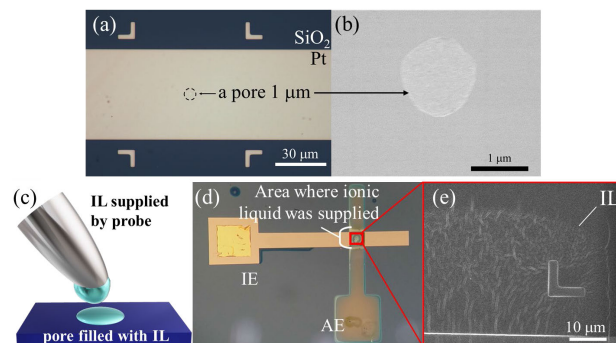 (a)
SiO2
Pt
a pore 1 μm
30 μm
(b)
1 μm
(c)
IL supplied
by probe
pore filled with IL
(d)
Area where ionic
liquid was supplied
IE
AE
(e)
IL
10 μm